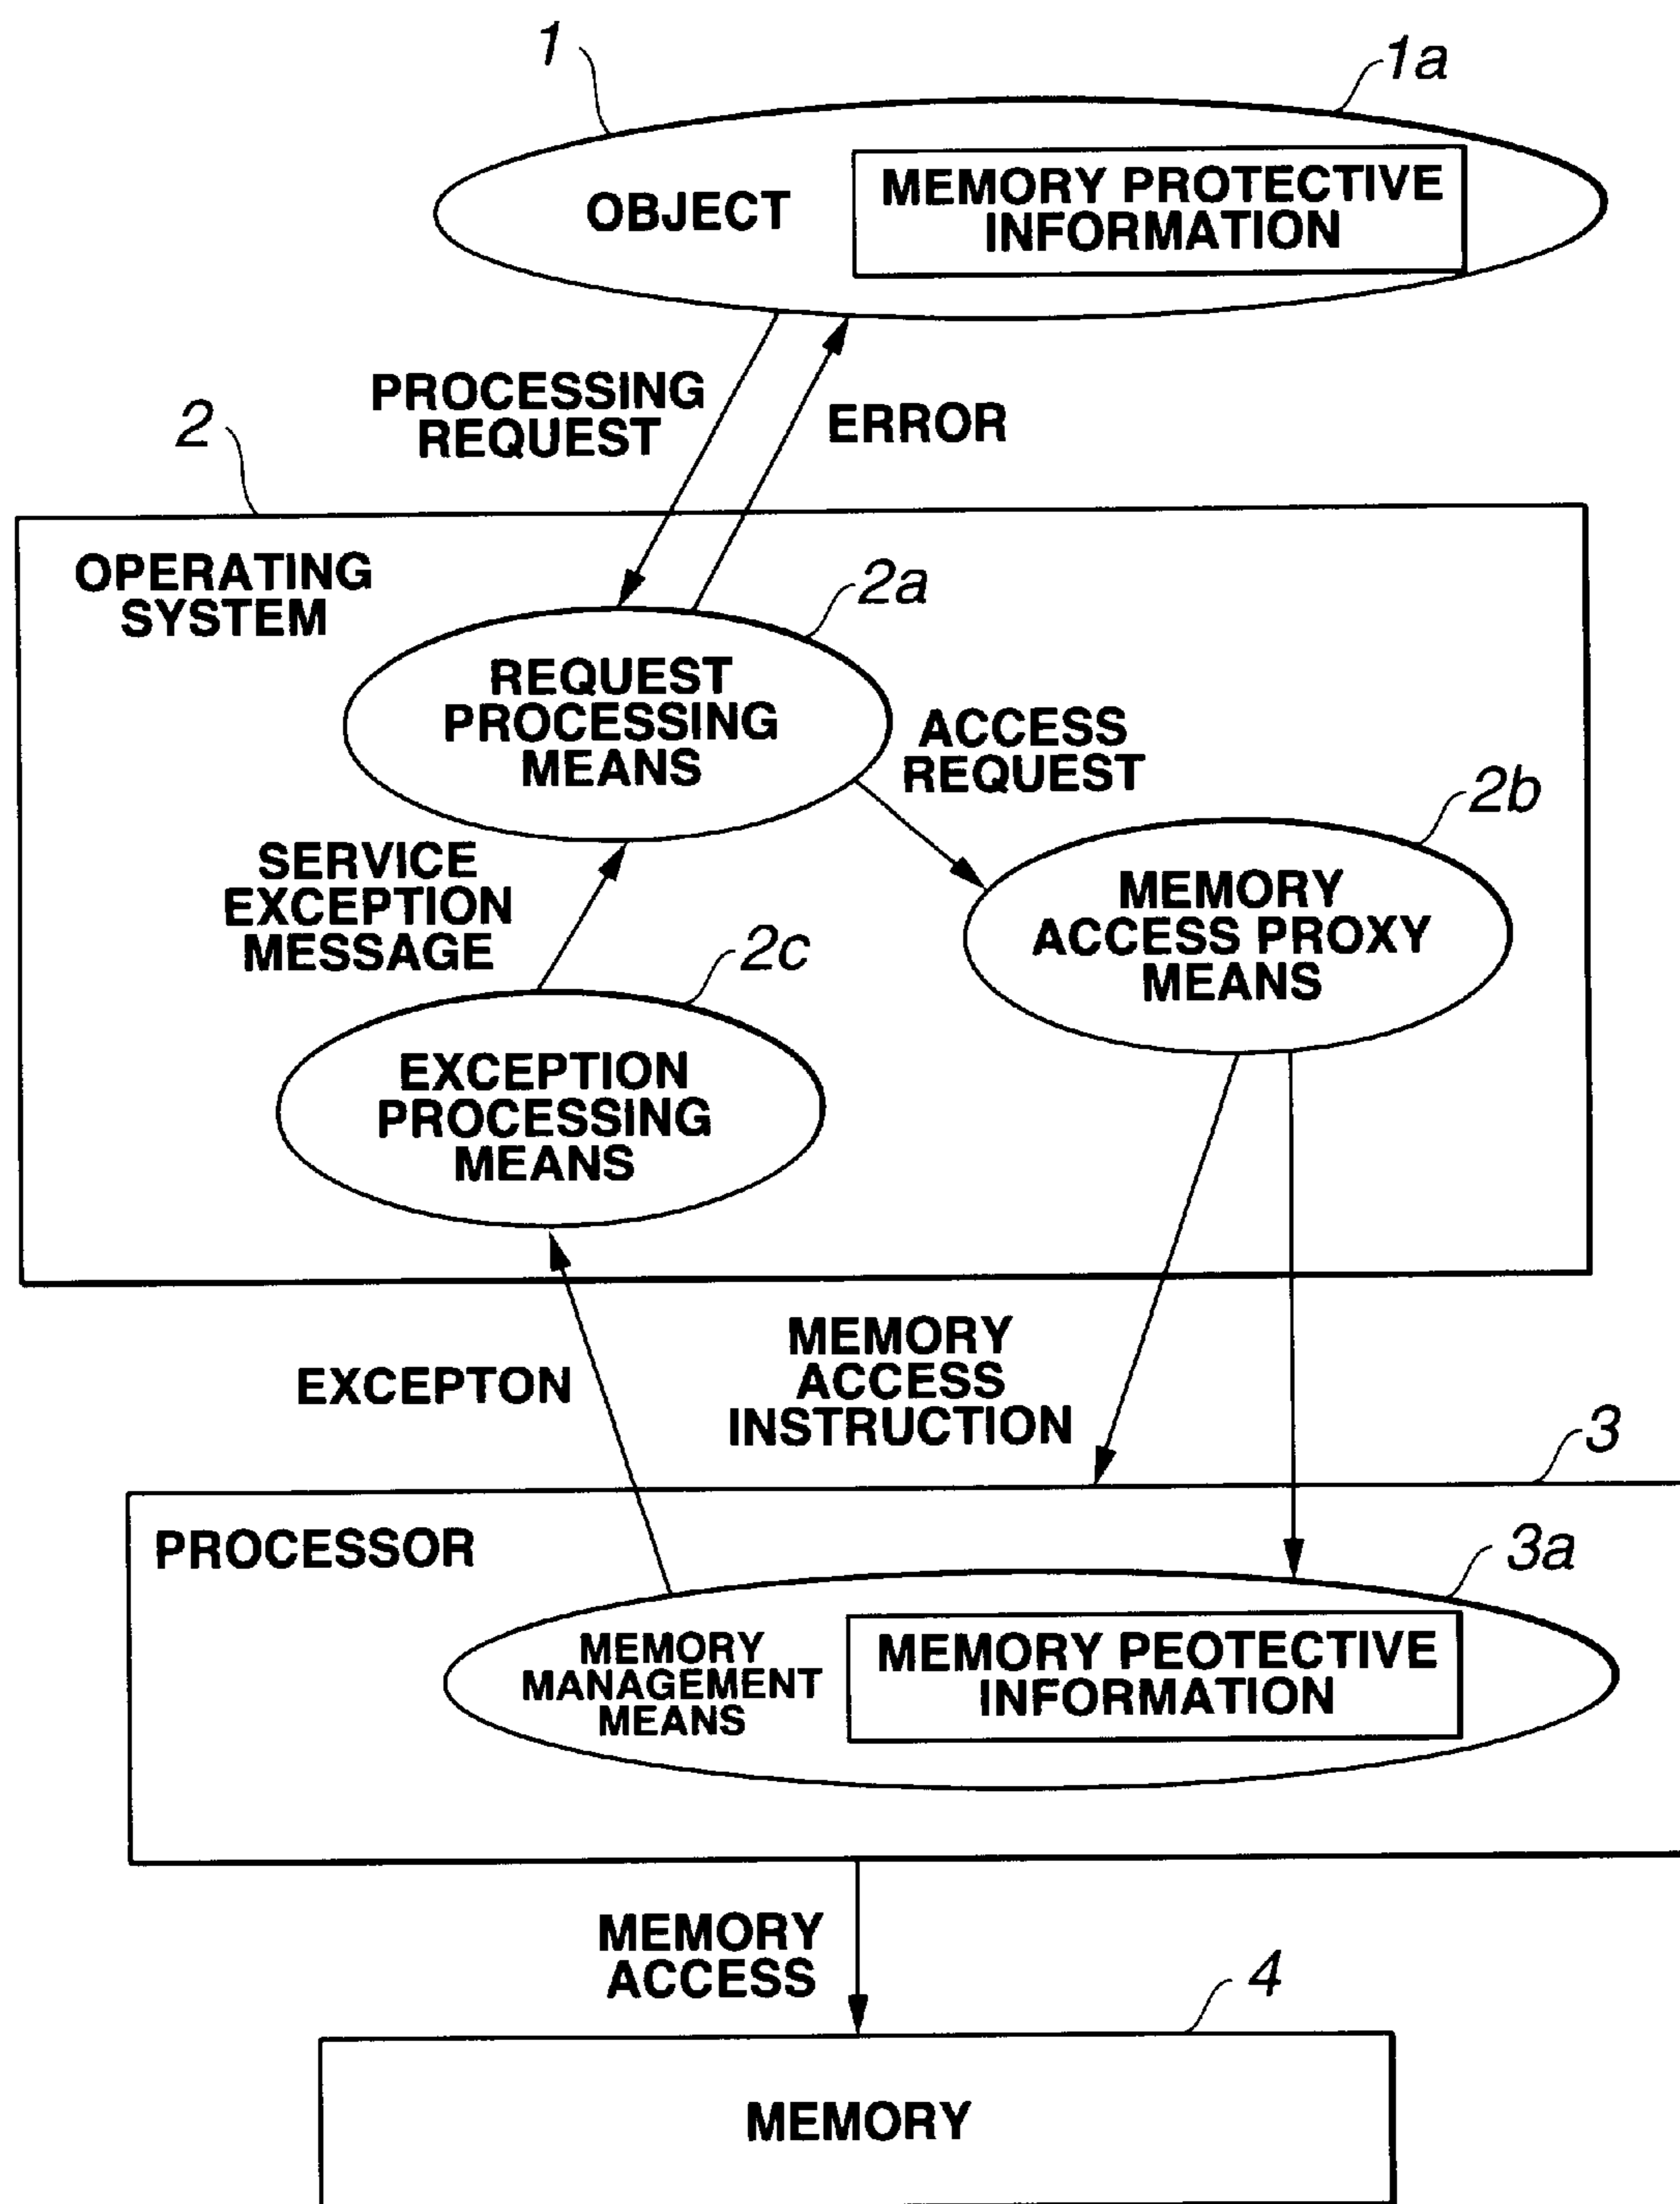 1
1a
OBJECT
MEMORY PROTECTIVE
INFORMATION
PROCESSING
REQUEST
ERROR
2
OPERATING
SYSTEM
2a
REQUEST
PROCESSING
MEANS
ACCESS
REQUEST
2b
SERVICE
EXCEPTION
MESSAGE
MEMORY
ACCESS PROXY
MEANS
2c
EXCEPTION
PROCESSING
MEANS
EXCEPTON
MEMORY
ACCESS
INSTRUCTION
3
PROCESSOR
3a
MEMORY
MANAGEMENT
MEANS
MEMORY PEOTECTIVE
INFORMATION
MEMORY
ACCESS
4
MEMORY